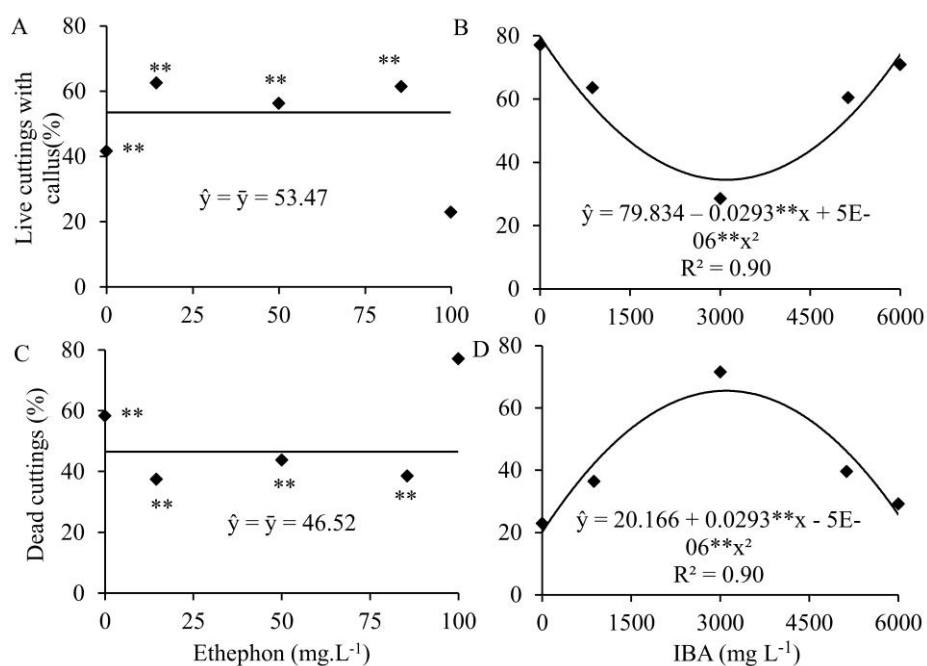 A
Live cuttings with
callus(%)
80
60
40
20
0
**
**
**
**
ŷ = ȳ = 53.47
0 25 50 75 100
B
80
60
40
20
0
ŷ = 79.834 – 0.0293**x + 5E-
06**x²
R² = 0.90
0 1500 3000 4500 6000
C
Dead cuttings (%)
80
60
40
20
0
**
**
**
**
ŷ = ȳ = 46.52
0 25 50 75 100
Ethephon (mg.L⁻¹)
D
80
60
40
20
0
ŷ = 20.166 + 0.0293**x - 5E-
06**x²
R² = 0.90
0 1500 3000 4500 6000
IBA (mg L⁻¹)